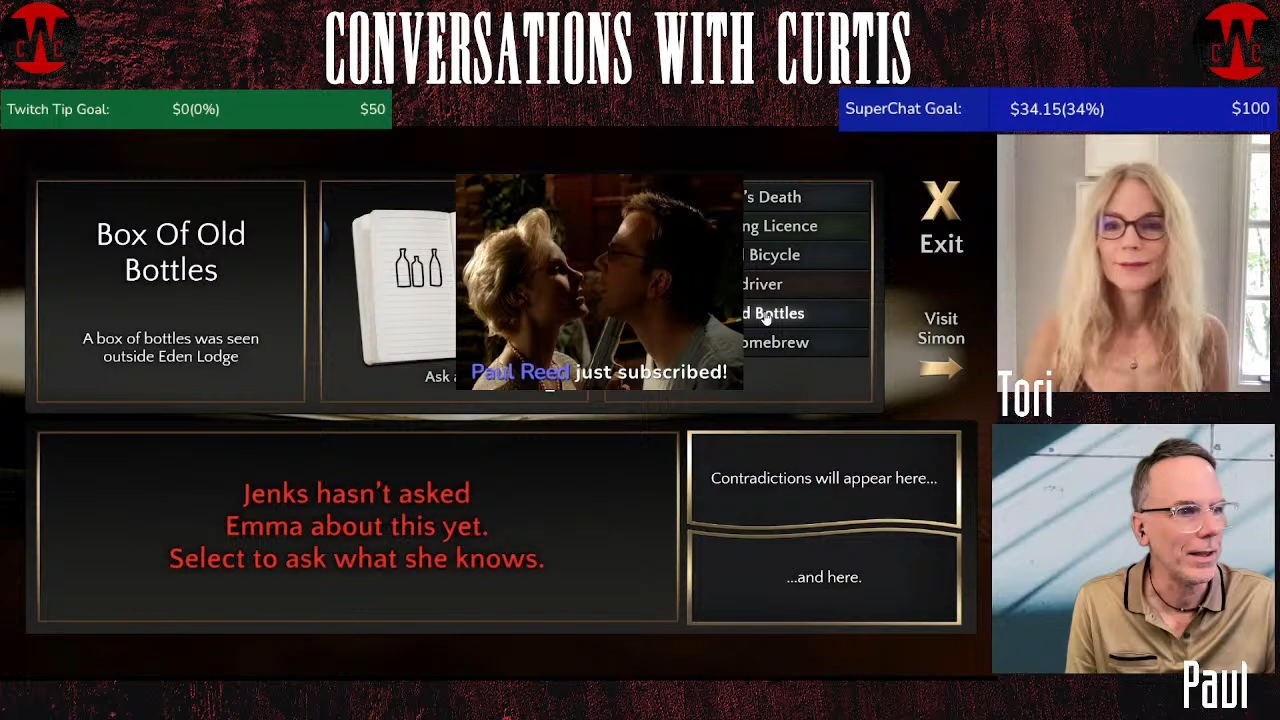 CONVERSATIONS WITH CURTIS
CWC
CWC
Twitch Tip Goal: $0(0%) $50
SuperChat Goal: $34.15(34%) $100
Box Of Old
Bottles
A box of bottles was seen
outside Eden Lodge
Ask
Paul Reed just subscribed!
's Death
Licence
Bicycle
driver
Bottles
X
Exit
Visit
Simon
Tori
Jenks hasn't asked
Emma about this yet.
Select to ask what she knows.
Contradictions will appear here...
...and here.
Paul